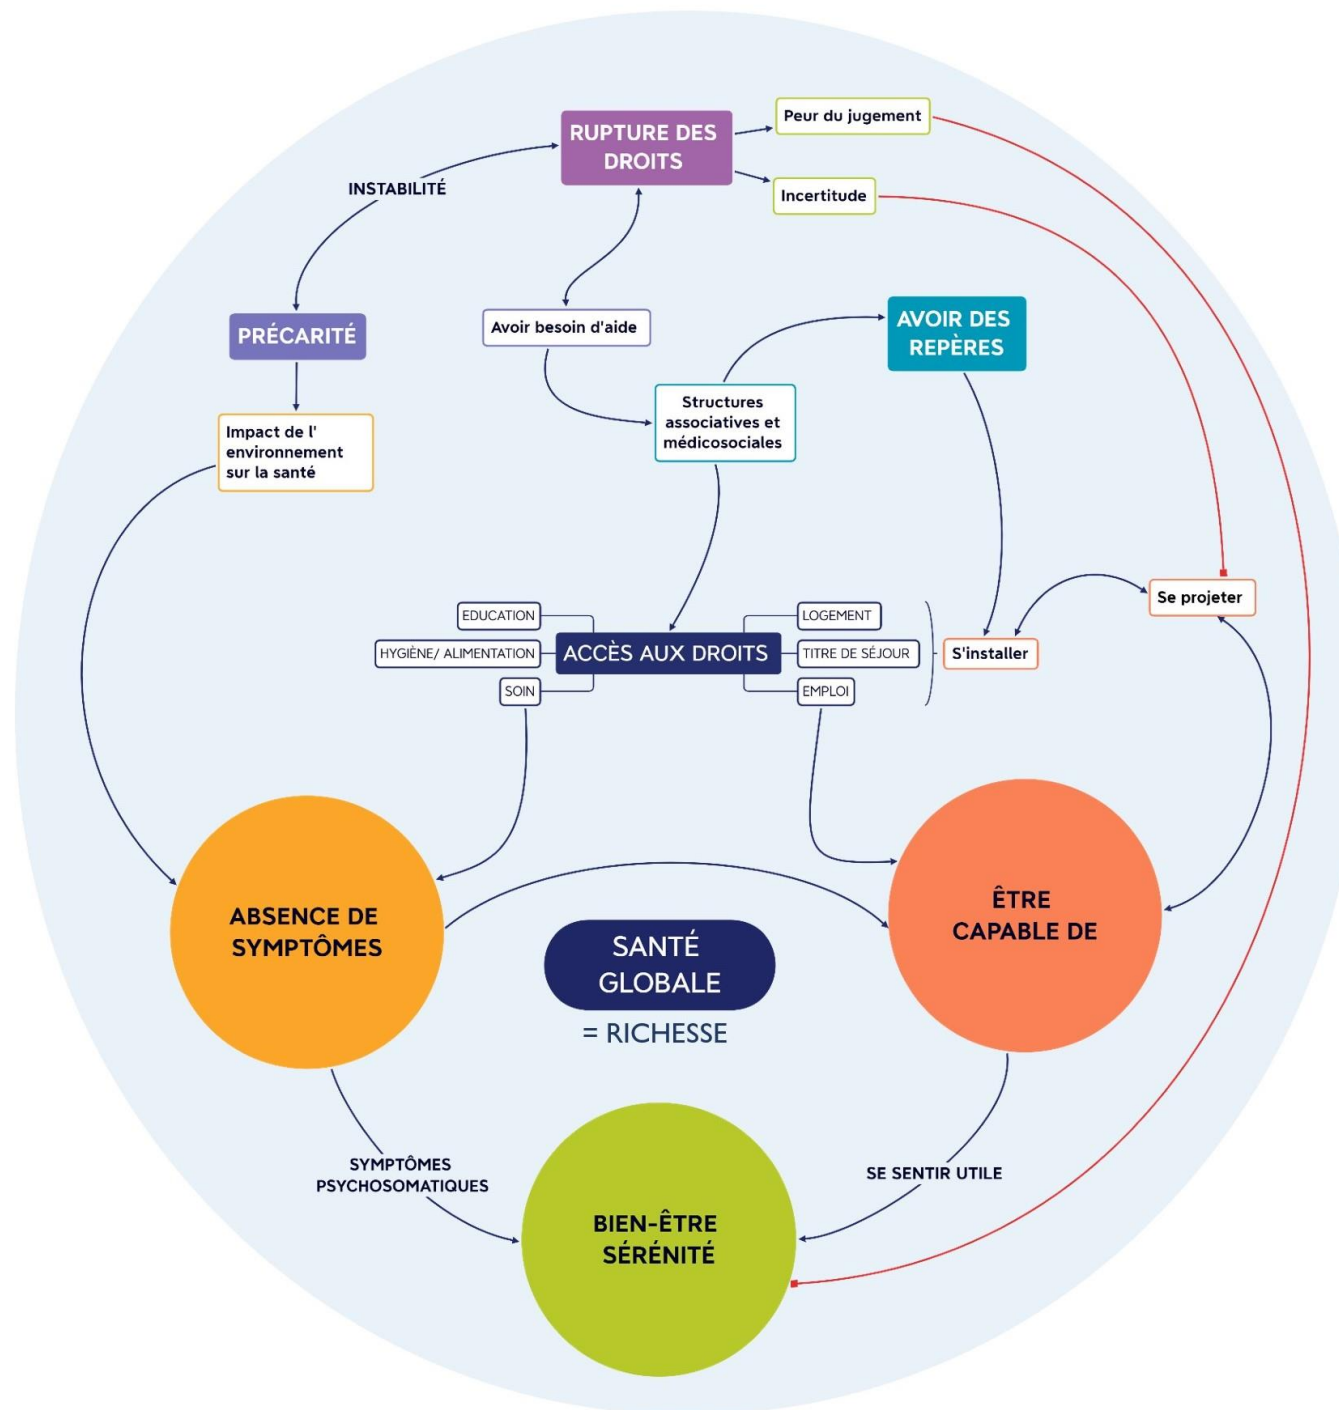 Peur du jugement
RUPTURE DES
DROITS
INSTABILITÉ
Incertitude
PRÉCARITÉ
Avoir besoin d'aide
AVOIR DES
REPÈRES
Structures
associatives et
médicosociales
Impact de l'
environnement
sur la santé
Se projeter
EDUCATION
LOGEMENT
HYGIÈNE/ ALIMENTATION
ACCÈS AUX DROITS
TITRE DE SÉJOUR
S'installer
SOIN
EMPLOI
ABSENCE DE
SYMPTÔMES
ÊTRE
CAPABLE DE
SANTÉ
GLOBALE
= RICHESSE
SYMPTÔMES
PSYCHOSOMATIQUES
SE SENTIR UTILE
BIEN-ÊTRE
SÉRÉNITÉ